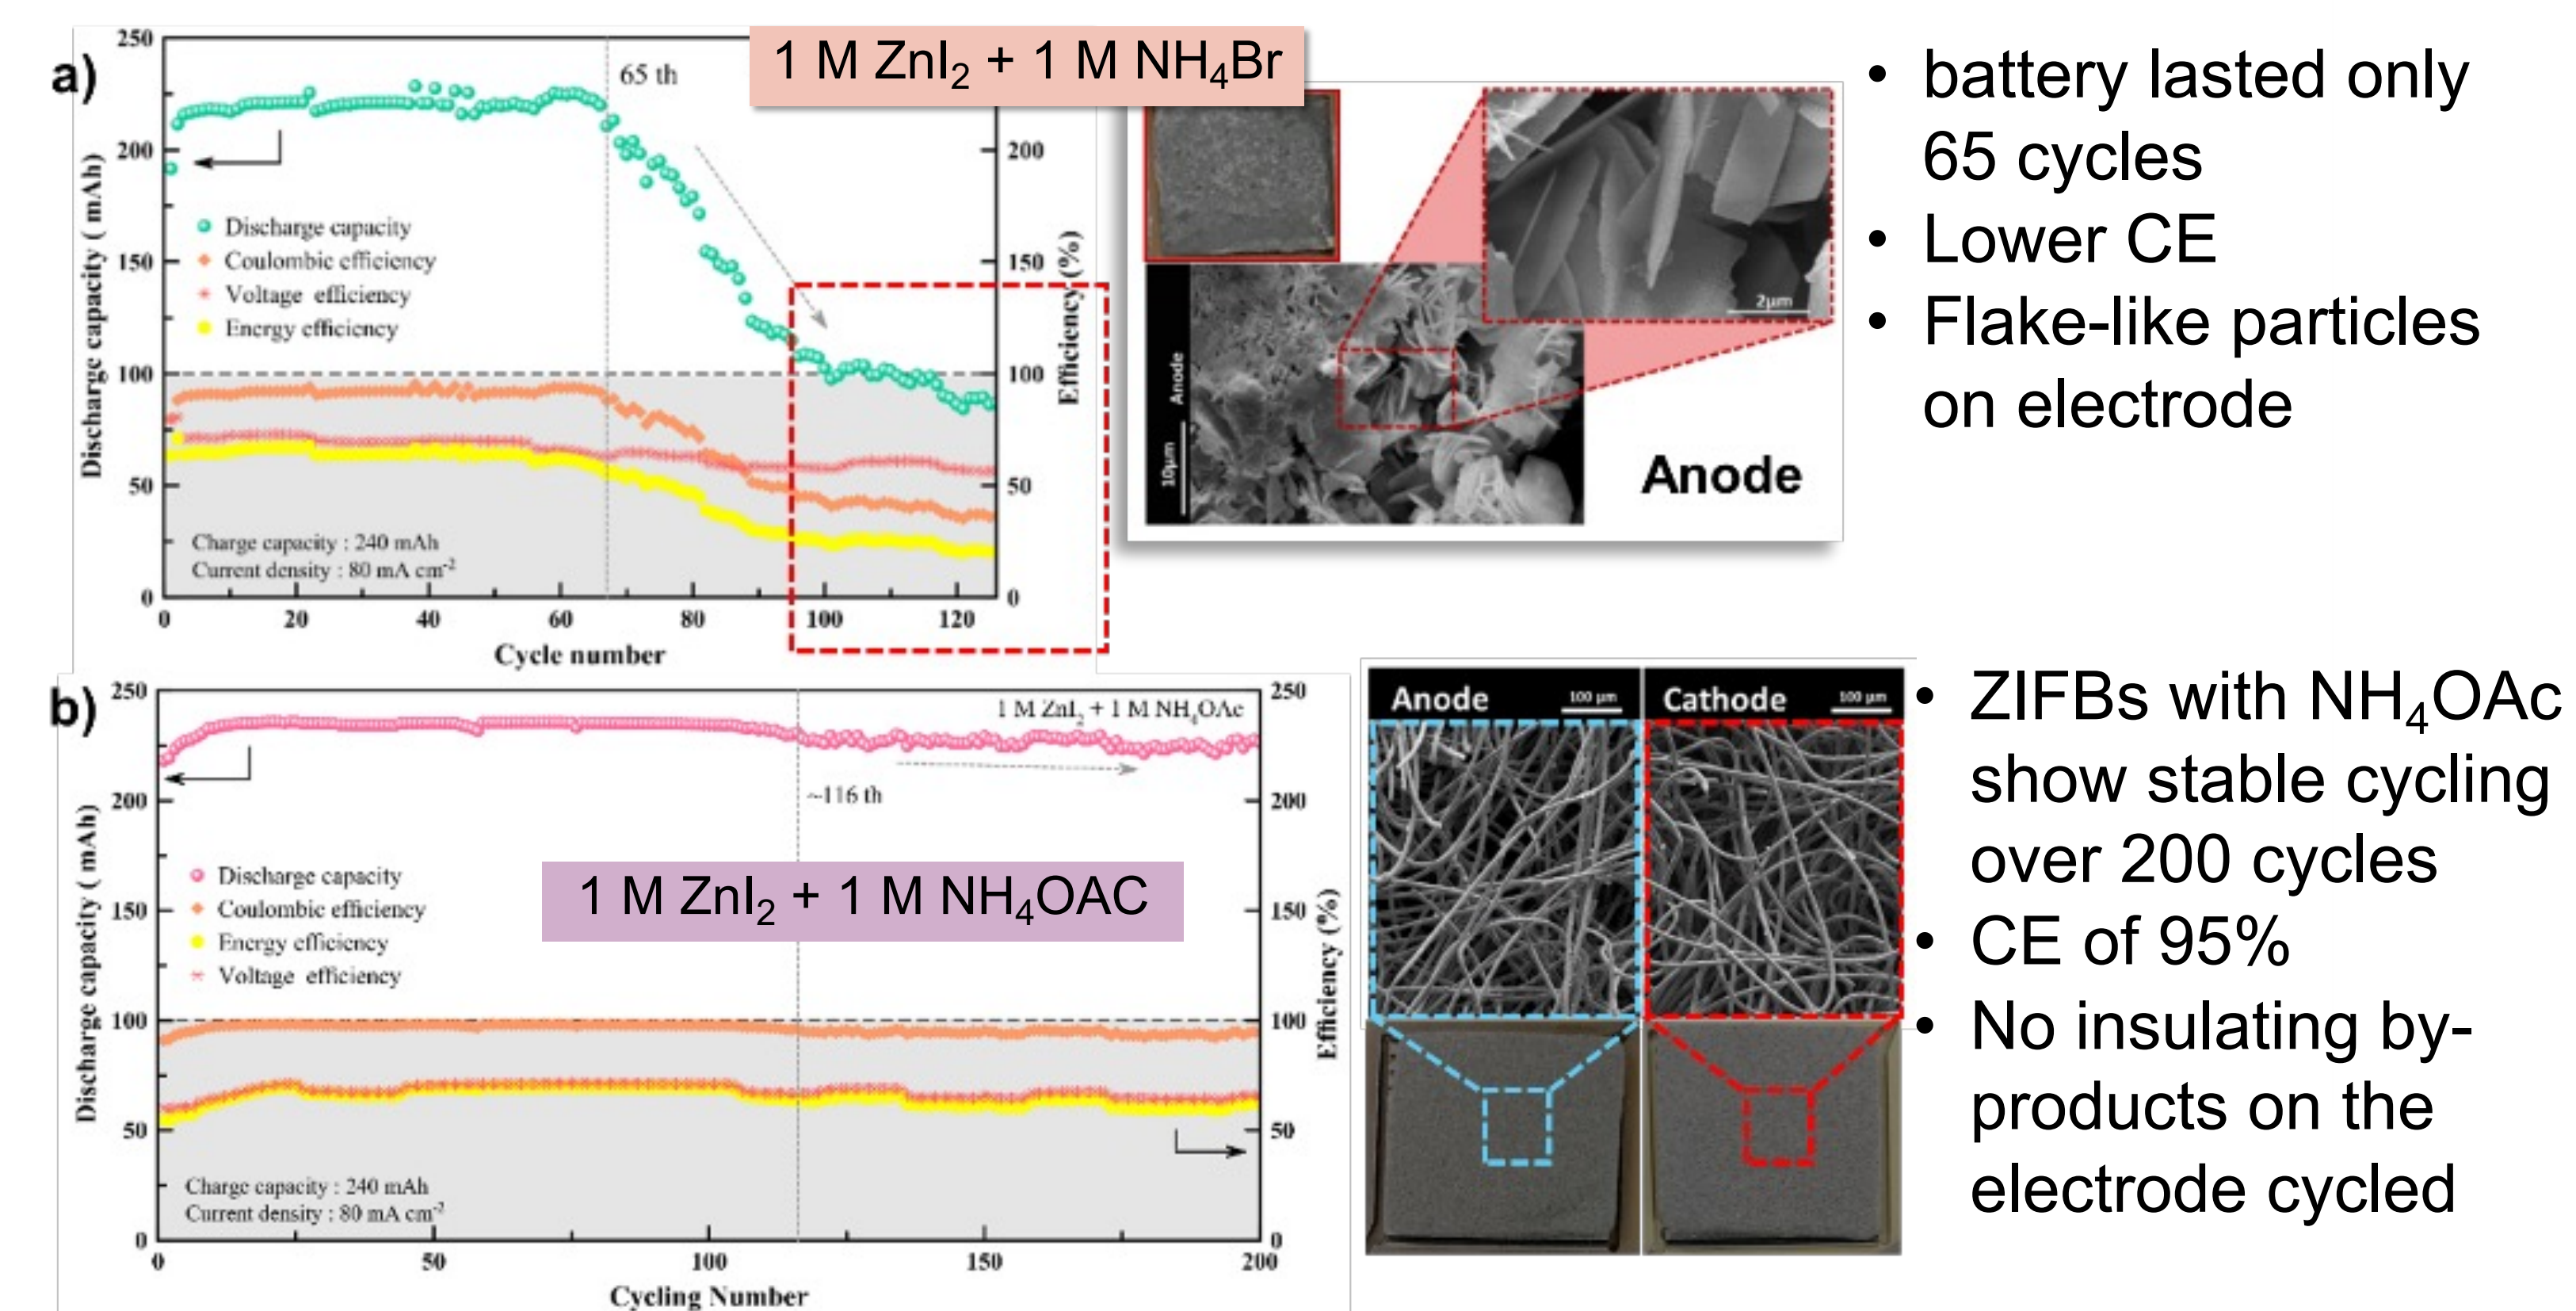 a)
1 M ZnI₂ + 1 M NH₄Br
65 th
250
200
150
100
50
0
Discharge capacity ( mAh)
Discharge capacity
Coulombic efficiency
Voltage efficiency
Energy efficiency
Charge capacity : 240 mAh
Current density : 80 mA cm⁻²
200
150
100
50
0
Efficiency (%)
0 20 40 60 80 100 120
Cycle number
2μm
Anode
10μm
Anode
• battery lasted only
65 cycles
• Lower CE
• Flake-like particles
on electrode
b)
1 M ZnI₂ + 1 M NH₄OAc
~116 th
1 M ZnI₂ + 1 M NH₄OAC
250
200
150
100
50
0
Discharge capacity ( mAh)
Discharge capacity
Coulombic efficiency
Energy efficiency
Voltage efficiency
Charge capacity : 240 mAh
Current density : 80 mA cm⁻²
250
200
150
100
50
0
Efficiency (%)
0 50 100 150 200
Cycling Number
Anode 100 μm
Cathode 100 μm
• ZIFBs with NH₄OAc
show stable cycling
over 200 cycles
• CE of 95%
• No insulating by-
products on the
electrode cycled